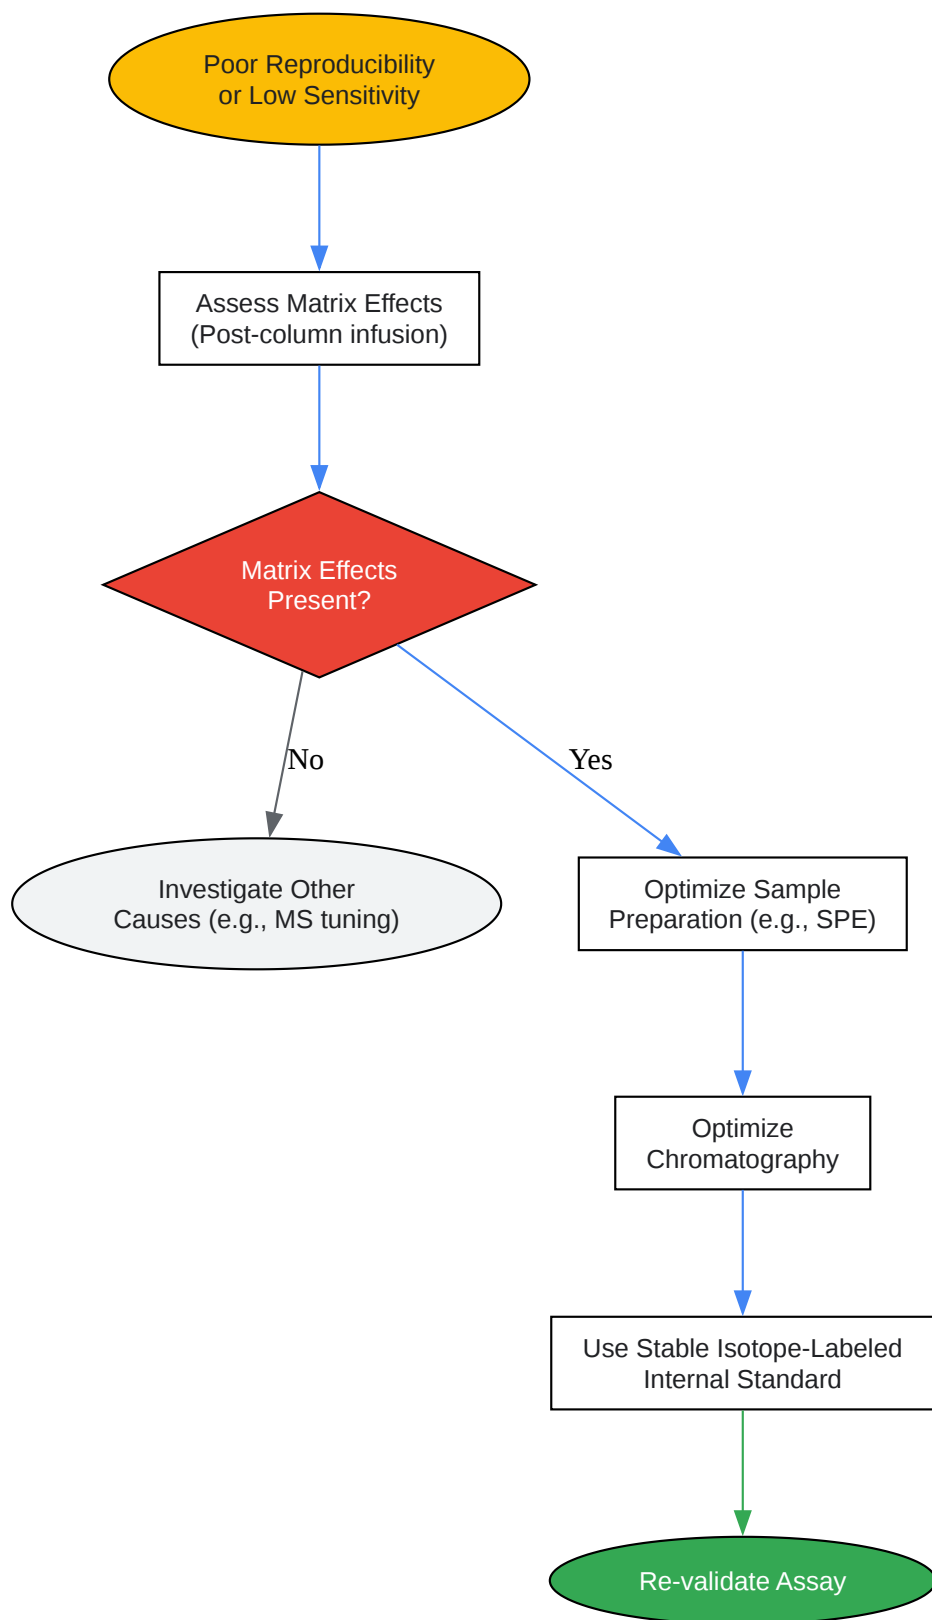 Poor Reproducibility
or Low Sensitivity
Assess Matrix Effects
(Post-column infusion)
Matrix Effects
Present?
No
Yes
Investigate Other
Causes (e.g., MS tuning)
Optimize Sample
Preparation (e.g., SPE)
Optimize
Chromatography
Use Stable Isotope-Labeled
Internal Standard
Re-validate Assay